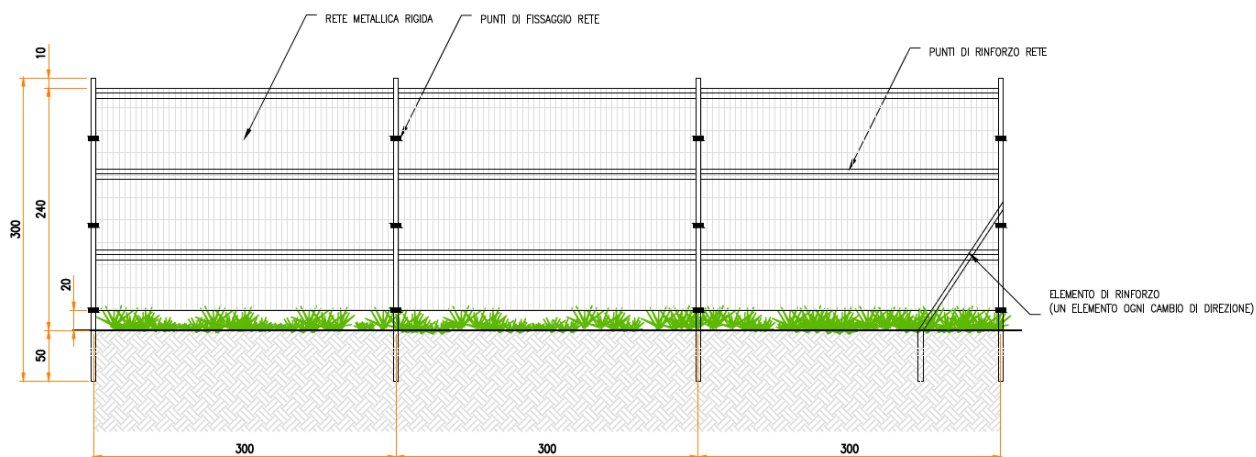 RETE METALLICA RIGIDA
PUNTI DI FISSAGGIO RETE
PUNTI DI RINFORZO RETE
10
300
240
20
50
ELEMENTO DI RINFORZO
(UN ELEMENTO OGNI CAMBIO DI DIREZIONE)
300
300
300